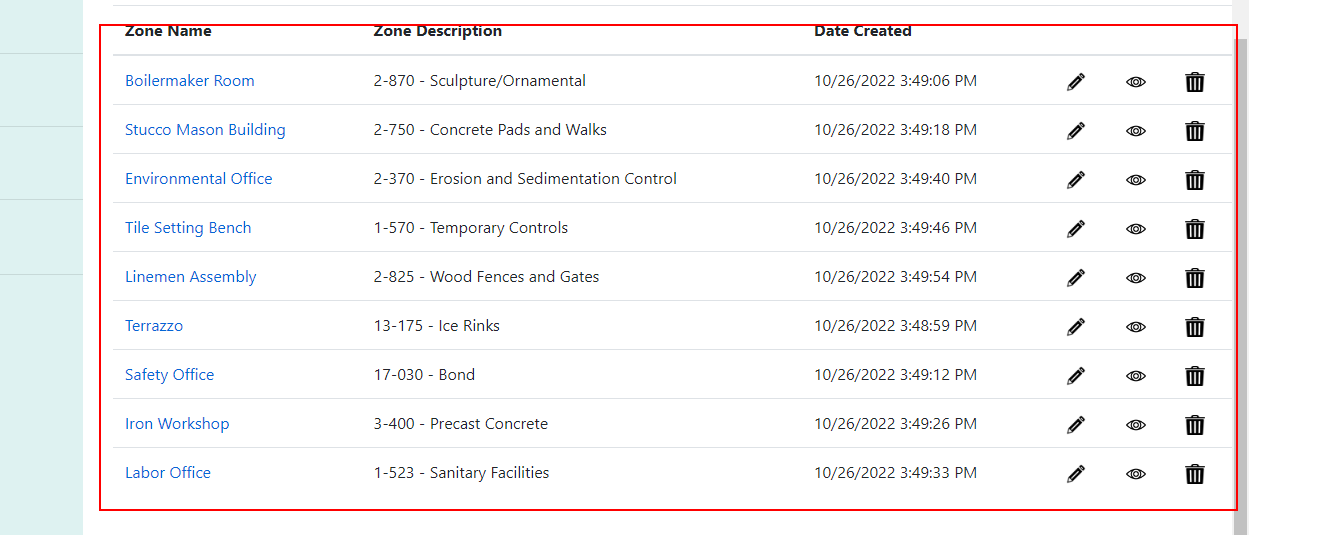 Zone Name Zone Description Date Created
Boilermaker Room 2-870 - Sculpture/Ornamental 10/26/2022 3:49:06 PM
Stucco Mason Building 2-750 - Concrete Pads and Walks 10/26/2022 3:49:18 PM
Environmental Office 2-370 - Erosion and Sedimentation Control 10/26/2022 3:49:40 PM
Tile Setting Bench 1-570 - Temporary Controls 10/26/2022 3:49:46 PM
Linemen Assembly 2-825 - Wood Fences and Gates 10/26/2022 3:49:54 PM
Terrazzo 13-175 - Ice Rinks 10/26/2022 3:48:59 PM
Safety Office 17-030 - Bond 10/26/2022 3:49:12 PM
Iron Workshop 3-400 - Precast Concrete 10/26/2022 3:49:26 PM
Labor Office 1-523 - Sanitary Facilities 10/26/2022 3:49:33 PM